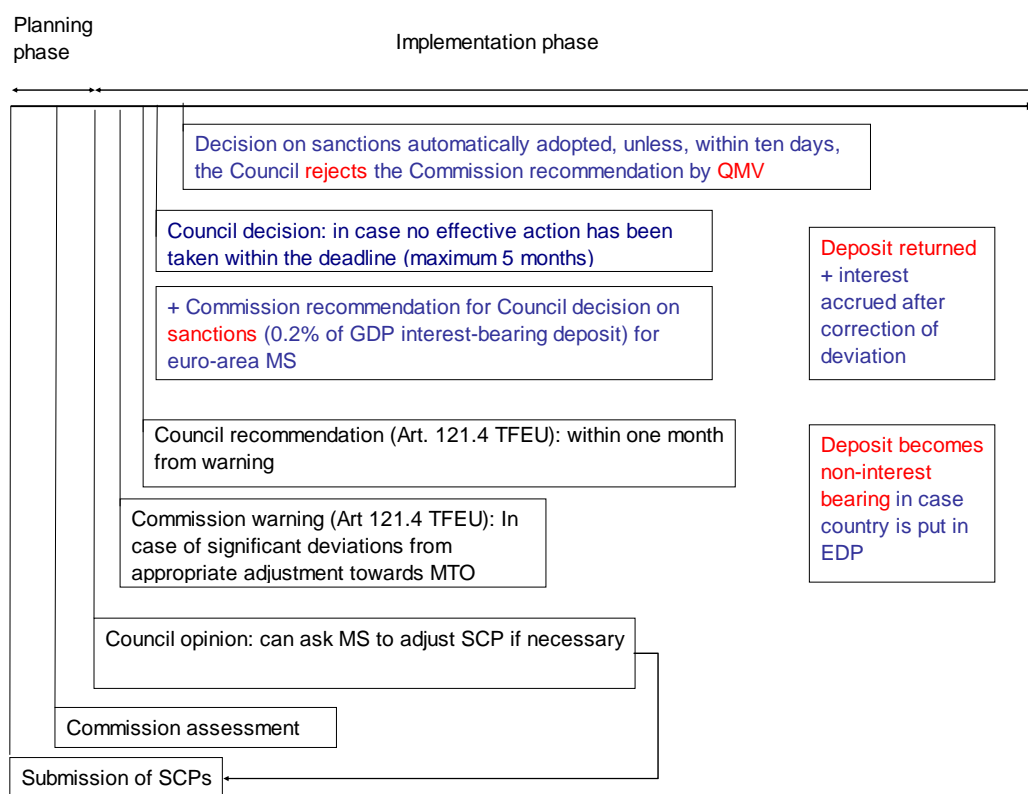 Planning
phase
Implementation phase
Decision on sanctions automatically adopted, unless, within ten days,
the Council rejects the Commission recommendation by QMV
Council decision: in case no effective action has been
taken within the deadline (maximum 5 months)
+ Commission recommendation for Council decision on
sanctions (0.2% of GDP interest-bearing deposit) for
euro-area MS
Deposit returned
+ interest
accrued after
correction of
deviation
Council recommendation (Art. 121.4 TFEU): within one month
from warning
Deposit becomes
non-interest
bearing in case
country is put in
EDP
Commission warning (Art 121.4 TFEU): In
case of significant deviations from
appropriate adjustment towards MTO
Council opinion: can ask MS to adjust SCP if necessary
Commission assessment
Submission of SCPs